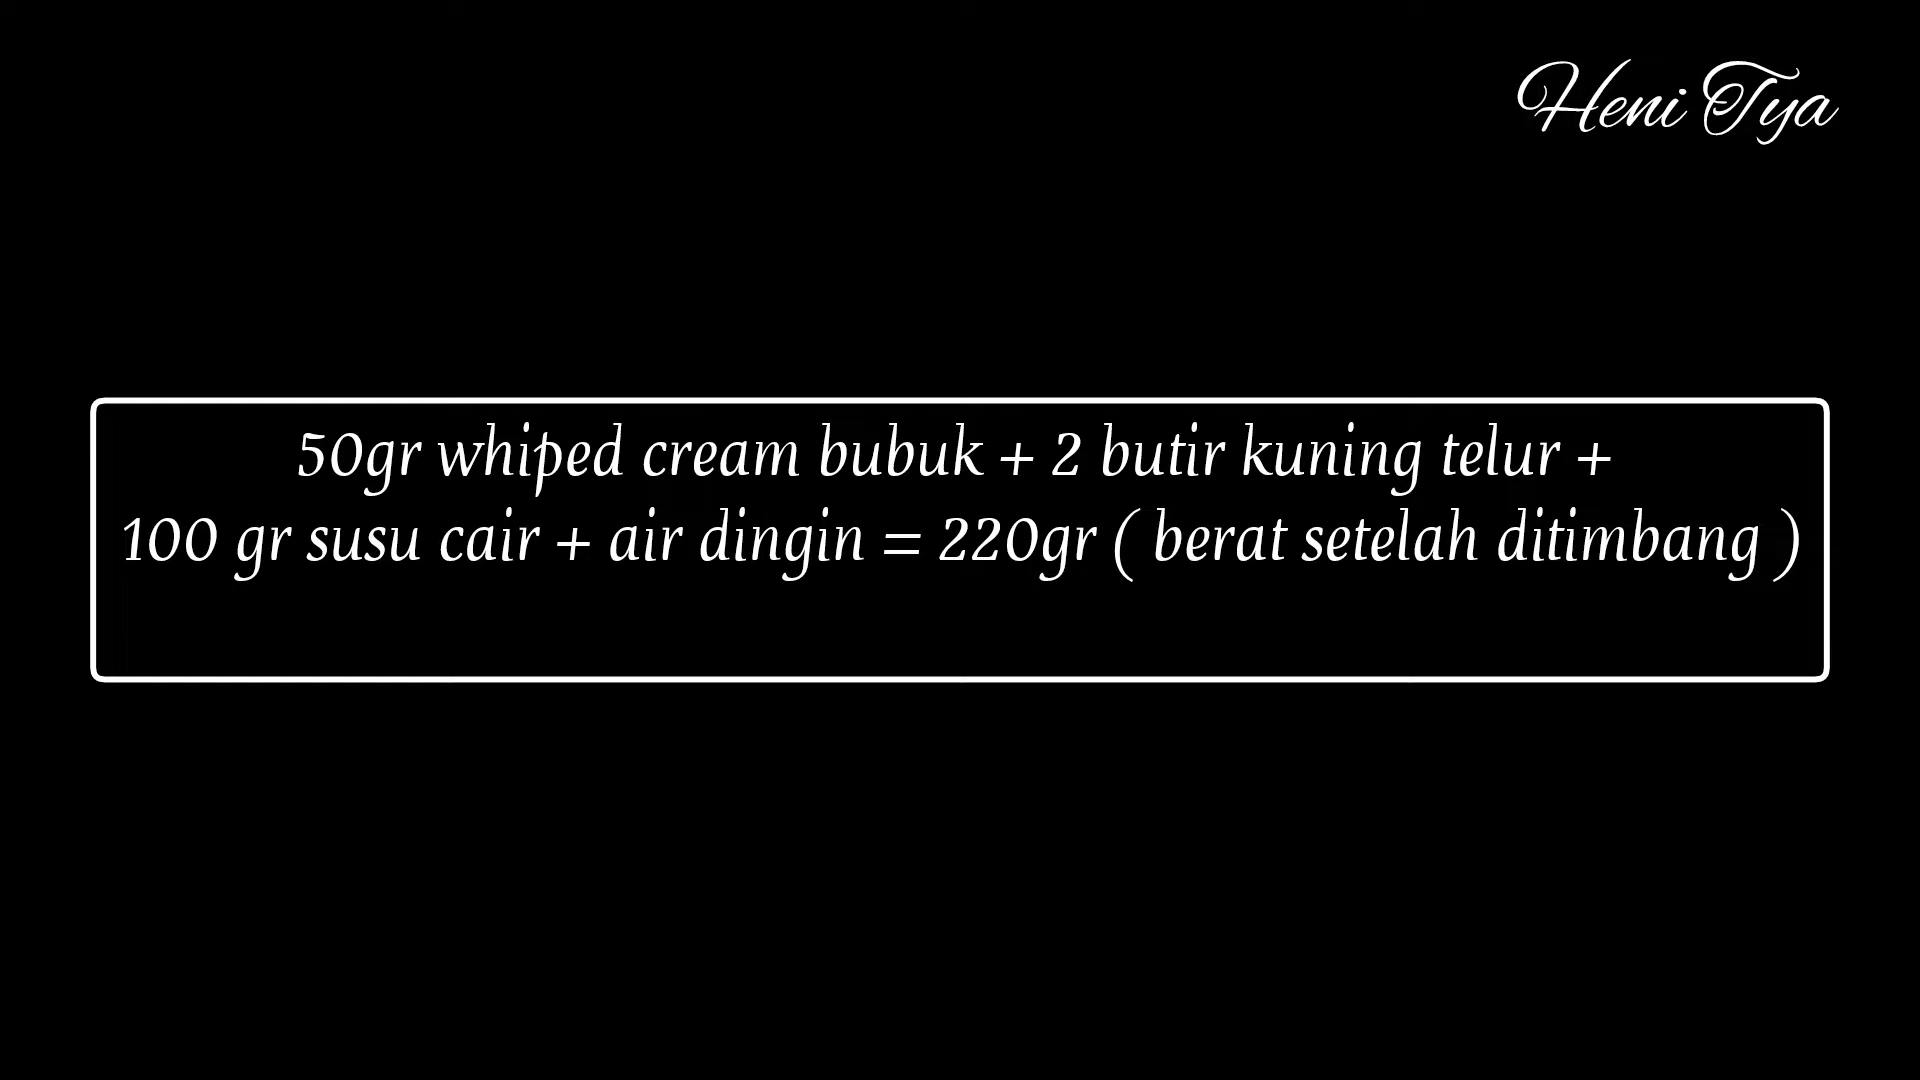 Heni Tya
50gr whiped cream bubuk + 2 butir kuning telur +
100 gr susu cair + air dingin = 220gr ( berat setelah ditimbang )